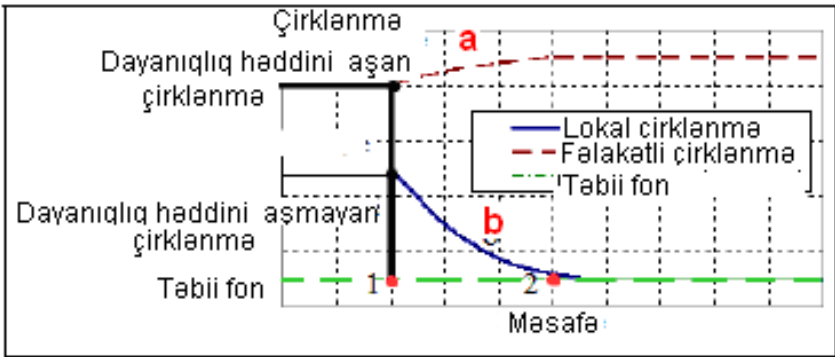 Çirklənmə
a
Dayanıqlıq həddini aşan
çirklənmə
Lokal cirklənmə
Fəlakətli çirklənmə
Təbii fon
Dayanıqlıq həddini aşmayan
çirklənmə
b
Təbii fon
1
2
Məsafə